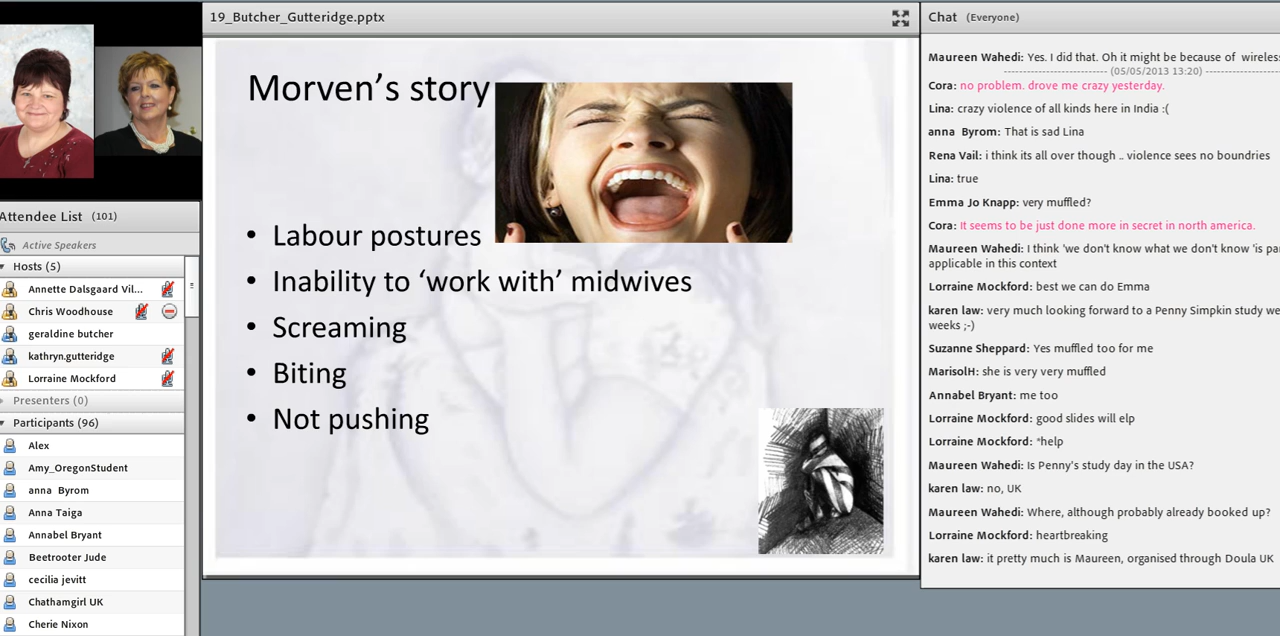 19_Butcher_Gutteridge.pptx
Morven’s story
• Labour postures
• Inability to ‘work with’ midwives
• Screaming
• Biting
• Not pushing
Attendee List (101)
Active Speakers
Hosts (5)
Annette Dalsgaard Vil...
Chris Woodhouse
geraldine butcher
kathryn.gutteridge
Lorraine Mockford
Presenters (0)
Participants (96)
Alex
Amy_OregonStudent
anna Byrom
Anna Taiga
Annabel Bryant
Beetrooter Jude
cecilia jevitt
Chathamgirl UK
Cherie Nixon
Chat (Everyone)
Maureen Wahedi: Yes. I did that. Oh it might be because of
(05/05/2013 13:20)
Cora: no problem. drove me crazy yesterday.
Lina: crazy violence of all kinds here in India :(
anna Byrom: That is sad Lina
Rena Vail: i think its all over though .. violence sees no boundries
Lina: true
Emma Jo Knapp: very muffled?
Cora: It seems to be just done more in secret in north america.
Maureen Wahedi: I think 'we don't know what we don't know 'is
applicable in this context
Lorraine Mockford: best we can do Emma
karen law: very much looking forward to a Penny Simpkin study
weeks ;-)
Suzanne Sheppard: Yes muffled too for me
MarisolH: she is very very muffled
Annabel Bryant: me too
Lorraine Mockford: good slides will elp
Lorraine Mockford: *help
Maureen Wahedi: Is Penny's study day in the USA?
karen law: no, UK
Maureen Wahedi: Where, although probably already booked up?
Lorraine Mockford: heartbreaking
karen law: it pretty much is Maureen, organised through Doula UK